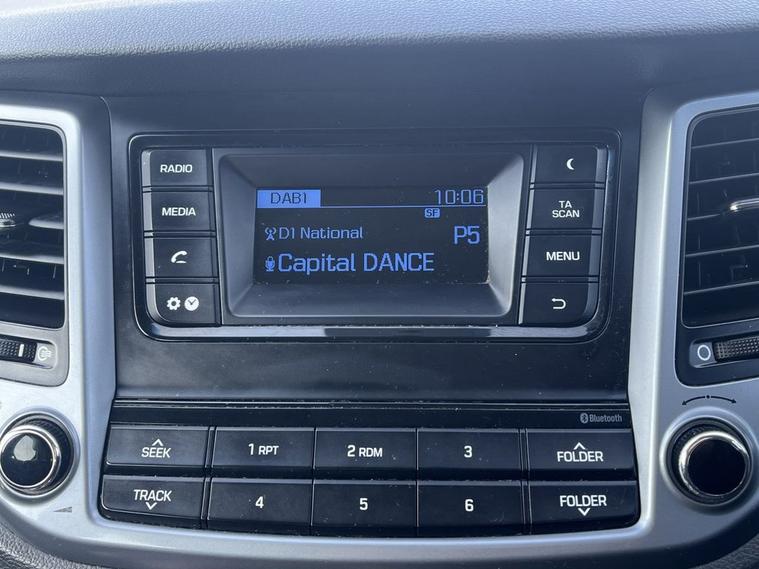 RADIO
MEDIA
DAB1 10:06
SF
D1 National P5
Capital DANCE
TA
SCAN
MENU
Bluetooth
SEEK 1 RPT 2 RDM 3 FOLDER
TRACK 4 5 6 FOLDER